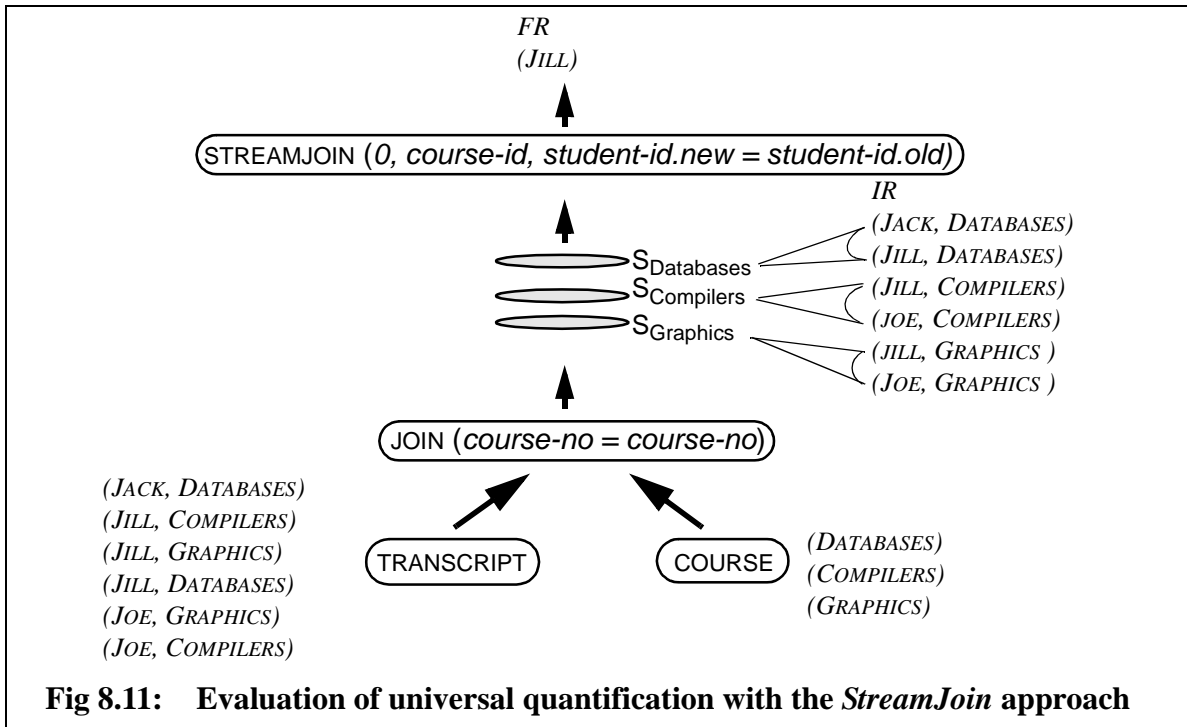 FR
(JILL)
STREAMJOIN (0, course-id, student-id.new = student-id.old)
IR
(JACK, DATABASES)
(JILL, DATABASES)
(JILL, COMPILERS)
(JOE, COMPILERS)
(JILL, GRAPHICS )
(JOE, GRAPHICS )
SDatabases
SCompilers
SGraphics
JOIN (course-no = course-no)
(JACK, DATABASES)
(JILL, COMPILERS)
(JILL, GRAPHICS)
(JILL, DATABASES)
(JOE, GRAPHICS)
(JOE, COMPILERS)
TRANSCRIPT
COURSE
(DATABASES)
(COMPILERS)
(GRAPHICS)
Fig 8.11: Evaluation of universal quantification with the StreamJoin approach